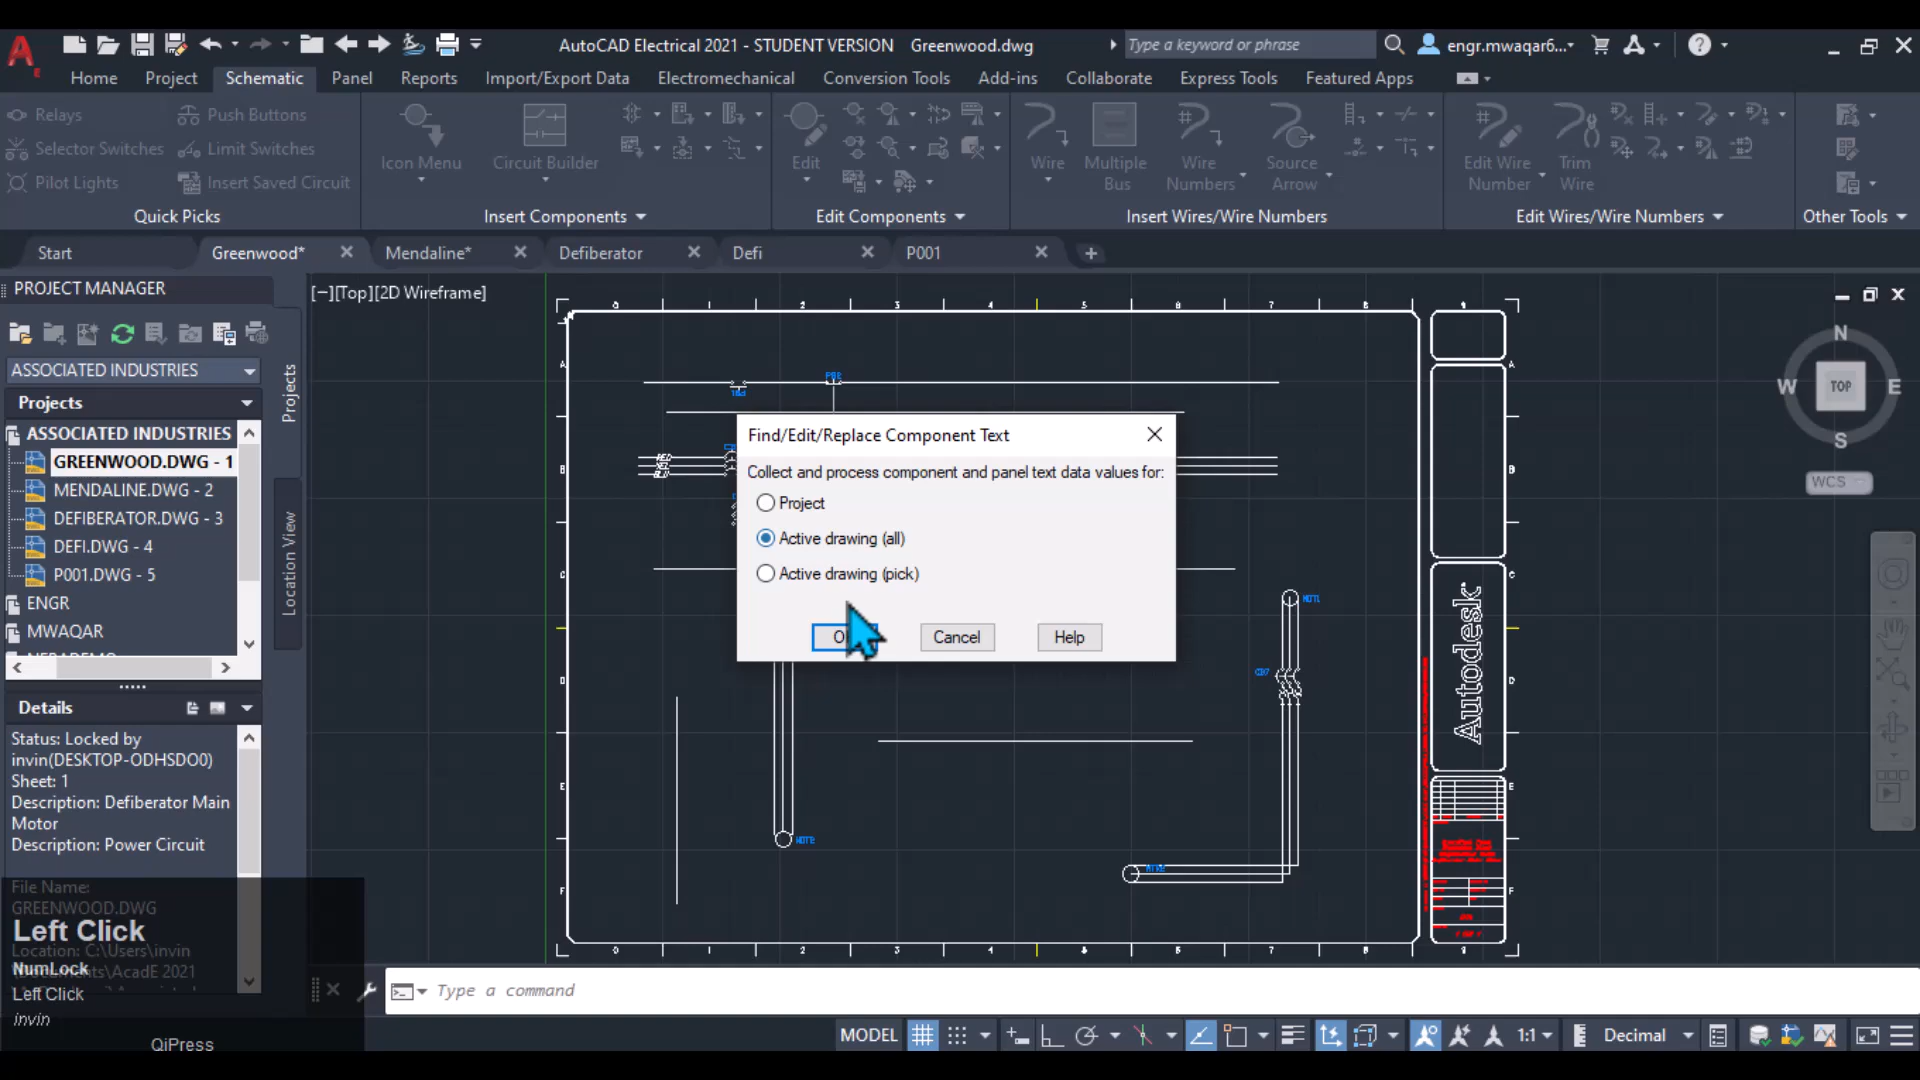 AutoCAD Electrical 2021 - STUDENT VERSION Greenwood.dwg
Type a keyword or phrase
engr.mwaqar6...
Home Project Schematic Panel Reports Import/Export Data Electromechanical Conversion Tools Add-ins Collaborate Express Tools Featured Apps
Relays
Push Buttons
Selector Switches
Limit Switches
Pilot Lights
Insert Saved Circuit
Quick Picks
Icon Menu
Circuit Builder
Insert Components
Edit
Edit Components
Wire
Multiple Bus
Wire Numbers
Source Arrow
Insert Wires/Wire Numbers
Edit Wire Number
Trim Wire
Edit Wires/Wire Numbers
Other Tools
Start
Greenwood*
Mendaline*
Defiberator
Defi
P001
PROJECT MANAGER
ASSOCIATED INDUSTRIES
Projects
ASSOCIATED INDUSTRIES
GREENWOOD.DWG - 1
MENDALINE.DWG - 2
DEFIBERATOR.DWG - 3
DEFI.DWG - 4
P001.DWG - 5
ENGR
MWAQAR
Projects
Location View
Details
Status: Locked by
invin(DESKTOP-ODHSDO0)
Sheet: 1
Description: Defiberator Main
Motor
Description: Power Circuit
File Name:
GREENWOOD.DWG
Location: C:\Users\invin
\Documents\AcadE 2021
Left Click
NumLock
Left Click
invin
QiPress
[−][Top][2D Wireframe]
Find/Edit/Replace Component Text
Collect and process component and panel text data values for:
Project
Active drawing (all)
Active drawing (pick)
Cancel
Help
Autodesk
N
W
TOP
E
S
WCS
Type a command
MODEL
1:1
Decimal